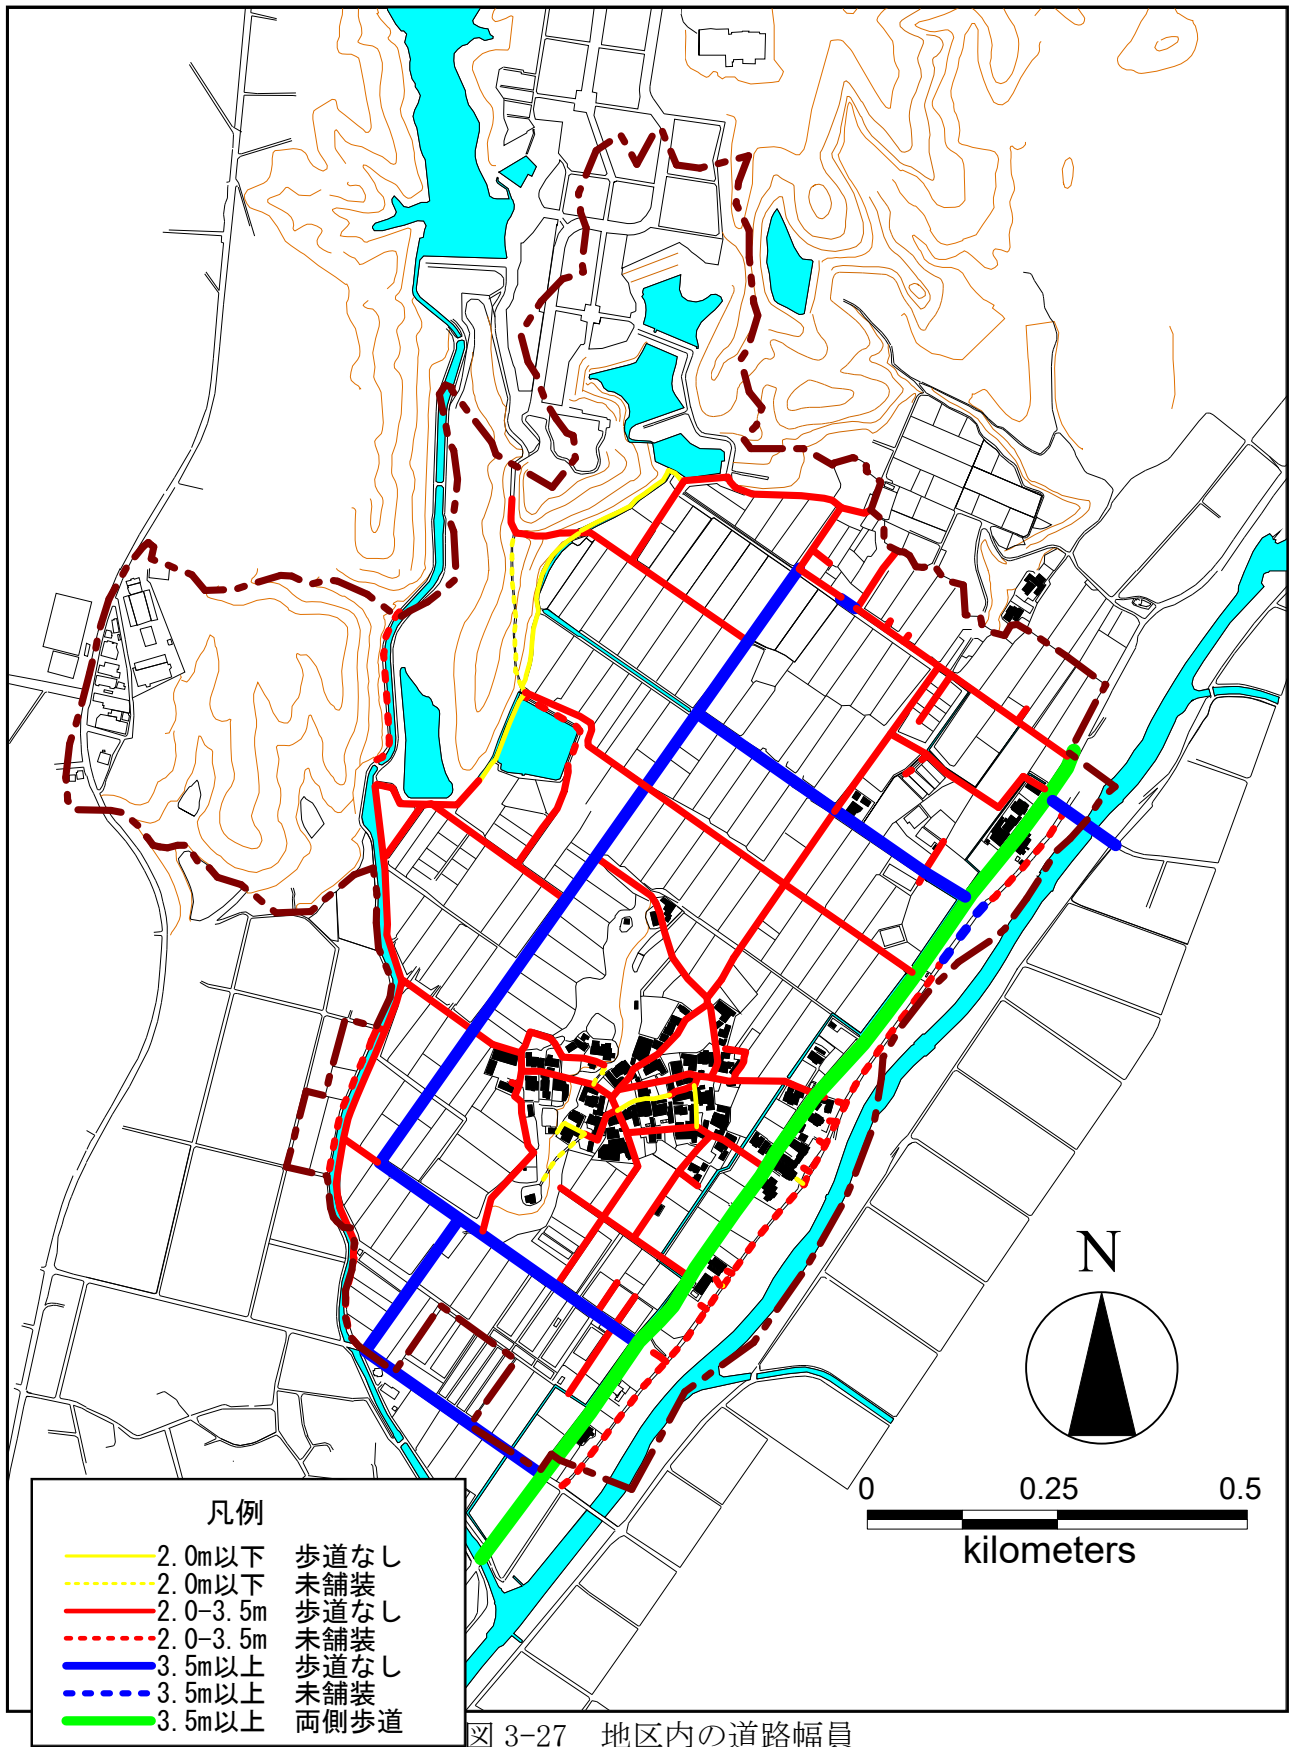 N
0 0.25 0.5
kilometers
凡例
2.0m以下 歩道なし
2.0m以下 未舗装
2.0-3.5m 歩道なし
2.0-3.5m 未舗装
3.5m以上 歩道なし
3.5m以上 未舗装
3.5m以上 両側歩道
図 3-27 地区内の道路幅員